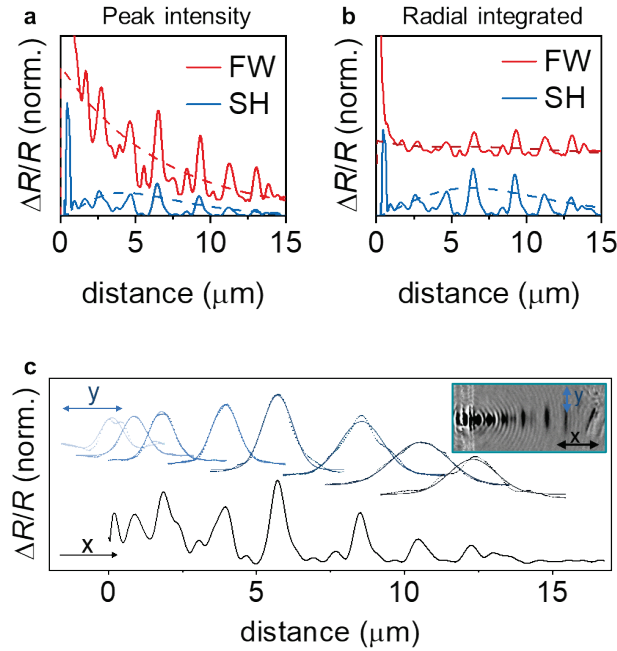 a Peak intensity
FW
SH
ΔR/R (norm.)
0 5 10 15
distance (μm)
b Radial integrated
FW
SH
ΔR/R (norm.)
0 5 10 15
distance (μm)
c
y
y
x
ΔR/R (norm.)
x
0 5 10 15
distance (μm)